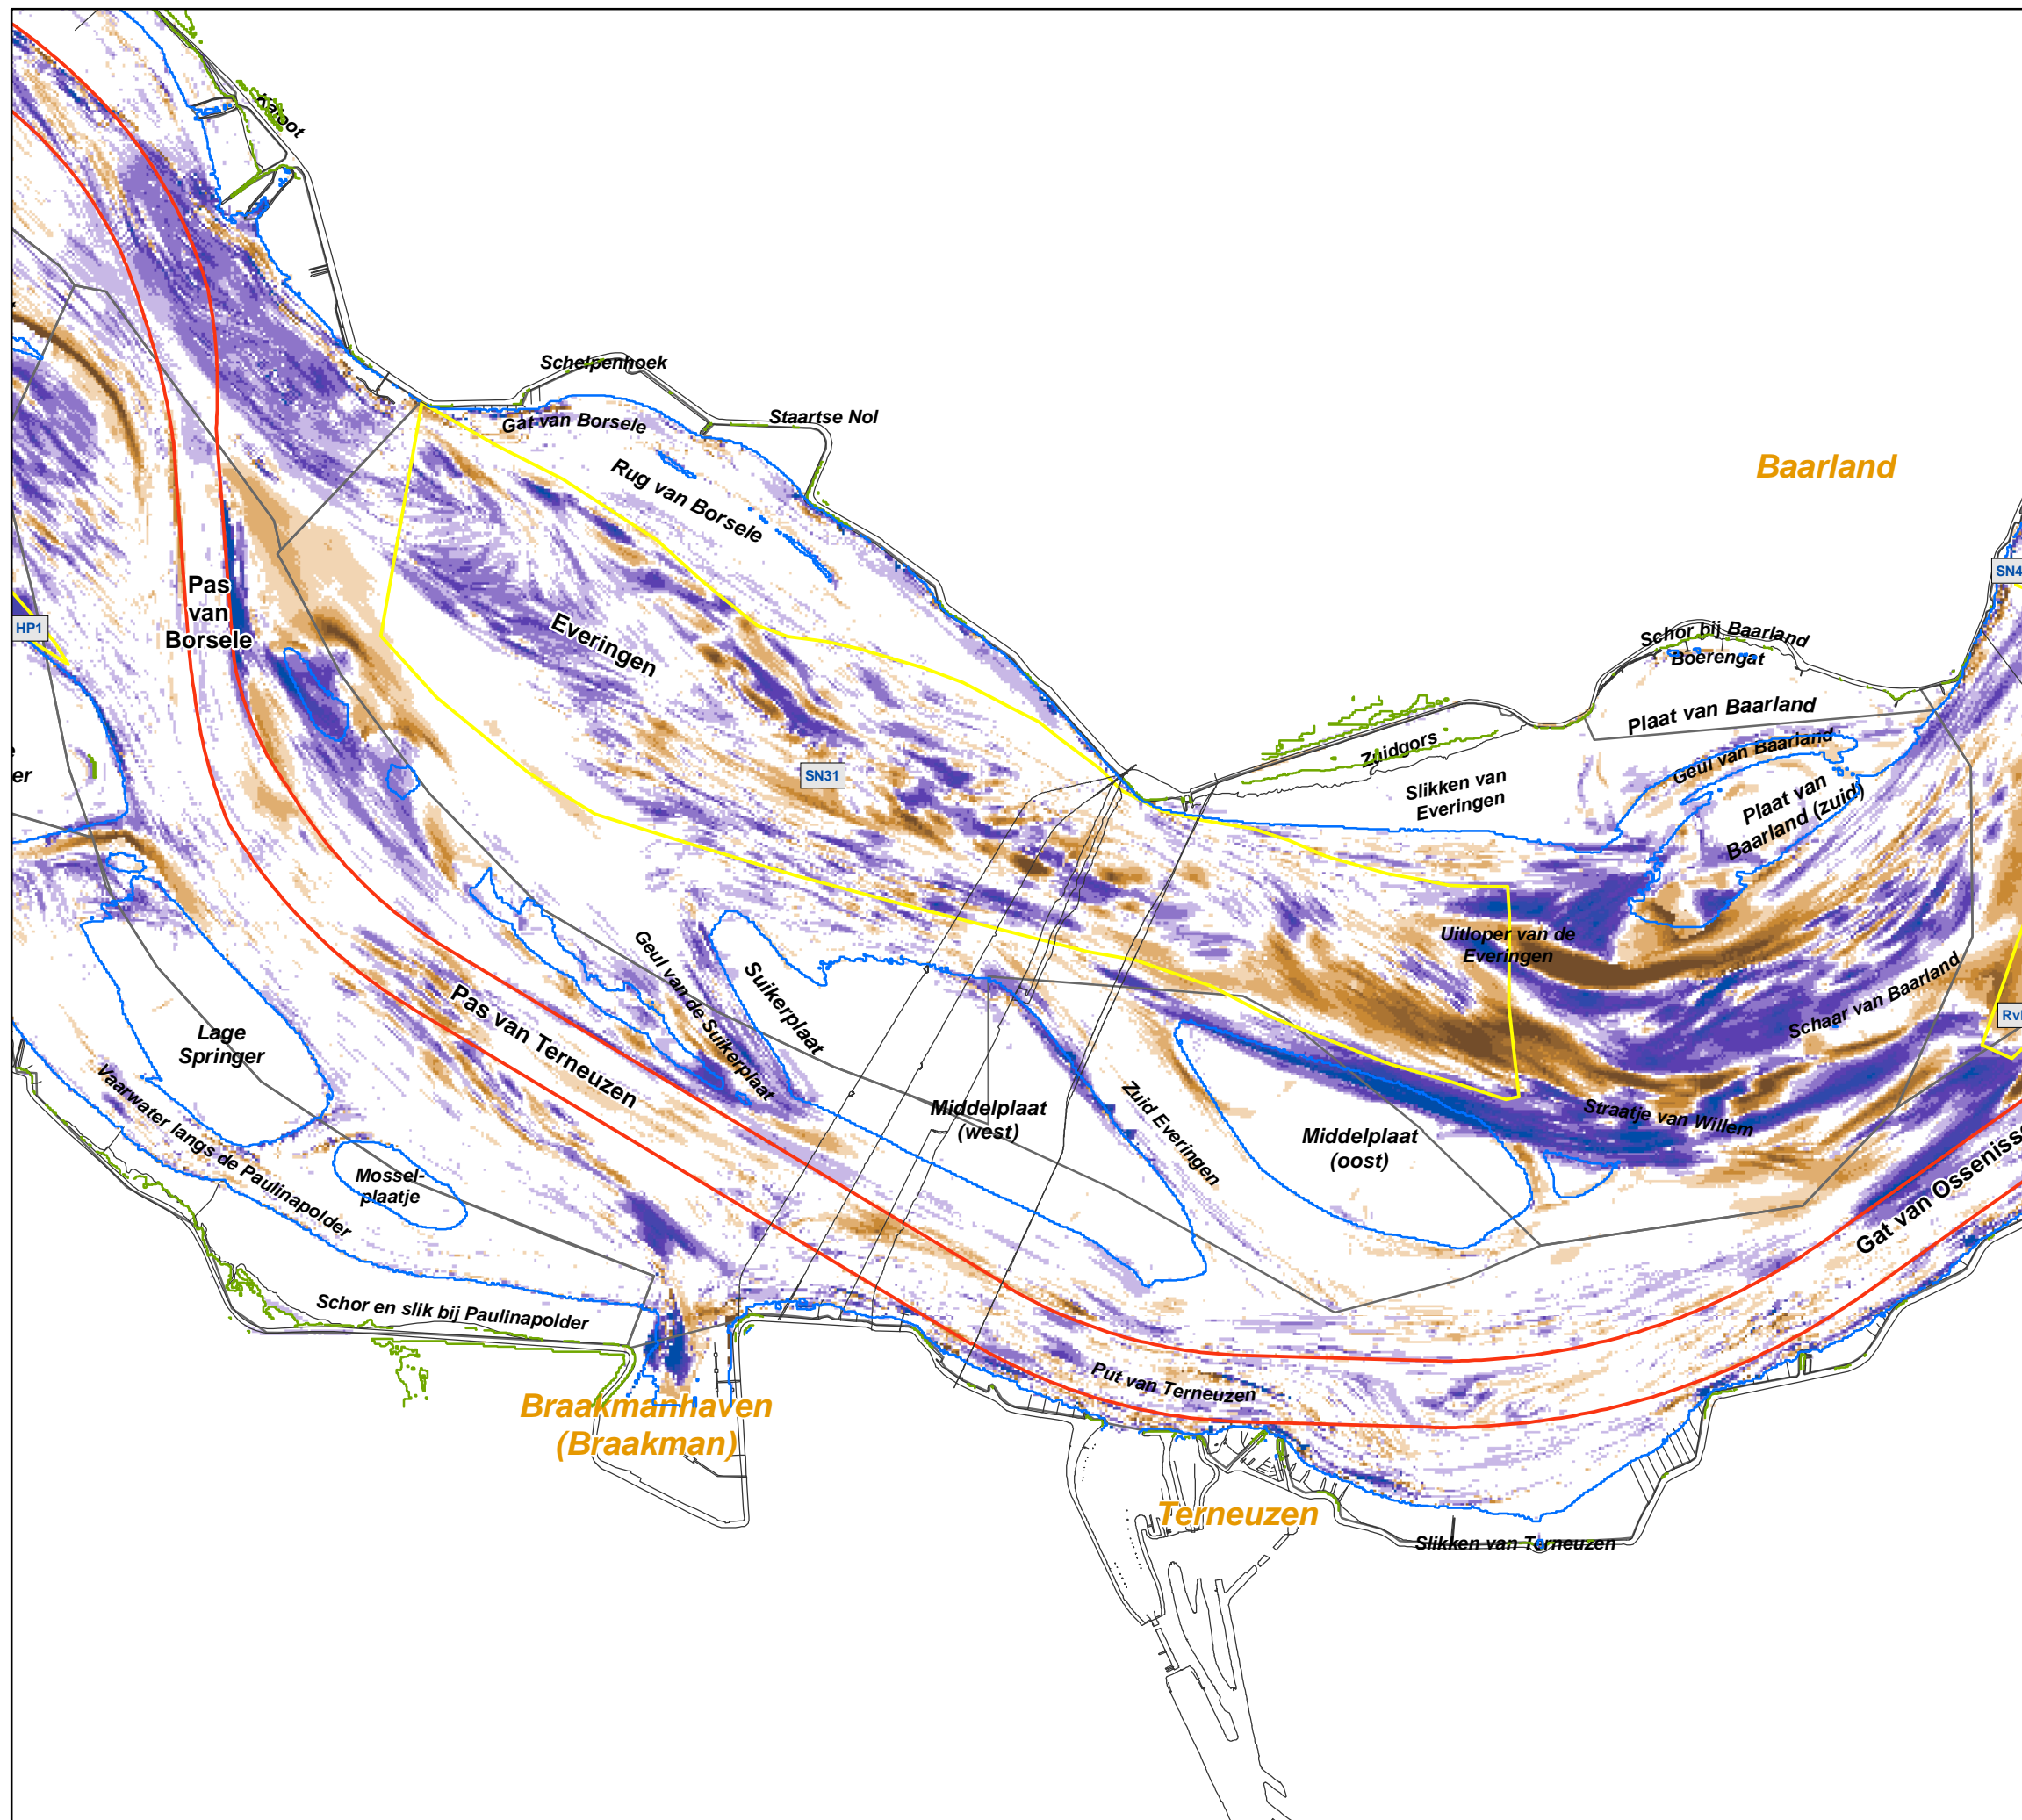 Kaloot
Schelpenhoek
Staartse Nol
Gat van Borsele
Rug van Borsele
Baarland
SN4
Pas
van
Borsele
HP1
Everingen
Schor bij Baarland
Boerengat
Plaat van Baarland
Geul van Baarland
Zuidgors
Slikken van
Everingen
Plaat van
Baarland (zuid)
er
SN31
Uitloper van de
Everingen
Schaar van Baarland
Geul van de Suikerplaat
Suikerplaat
Pas van Terneuzen
Lage
Springer
Vaarwater langs de Paulinapolder
Mossel-
plaatje
Middelplaat
(west)
Zuid Everingen
Middelplaat
(oost)
Straatje van Willem
Gat van Ossenisse
Schor en slik bij Paulinapolder
Put van Terneuzen
Braakmanhaven
(Braakman)
Terneuzen
Slikken van Terneuzen